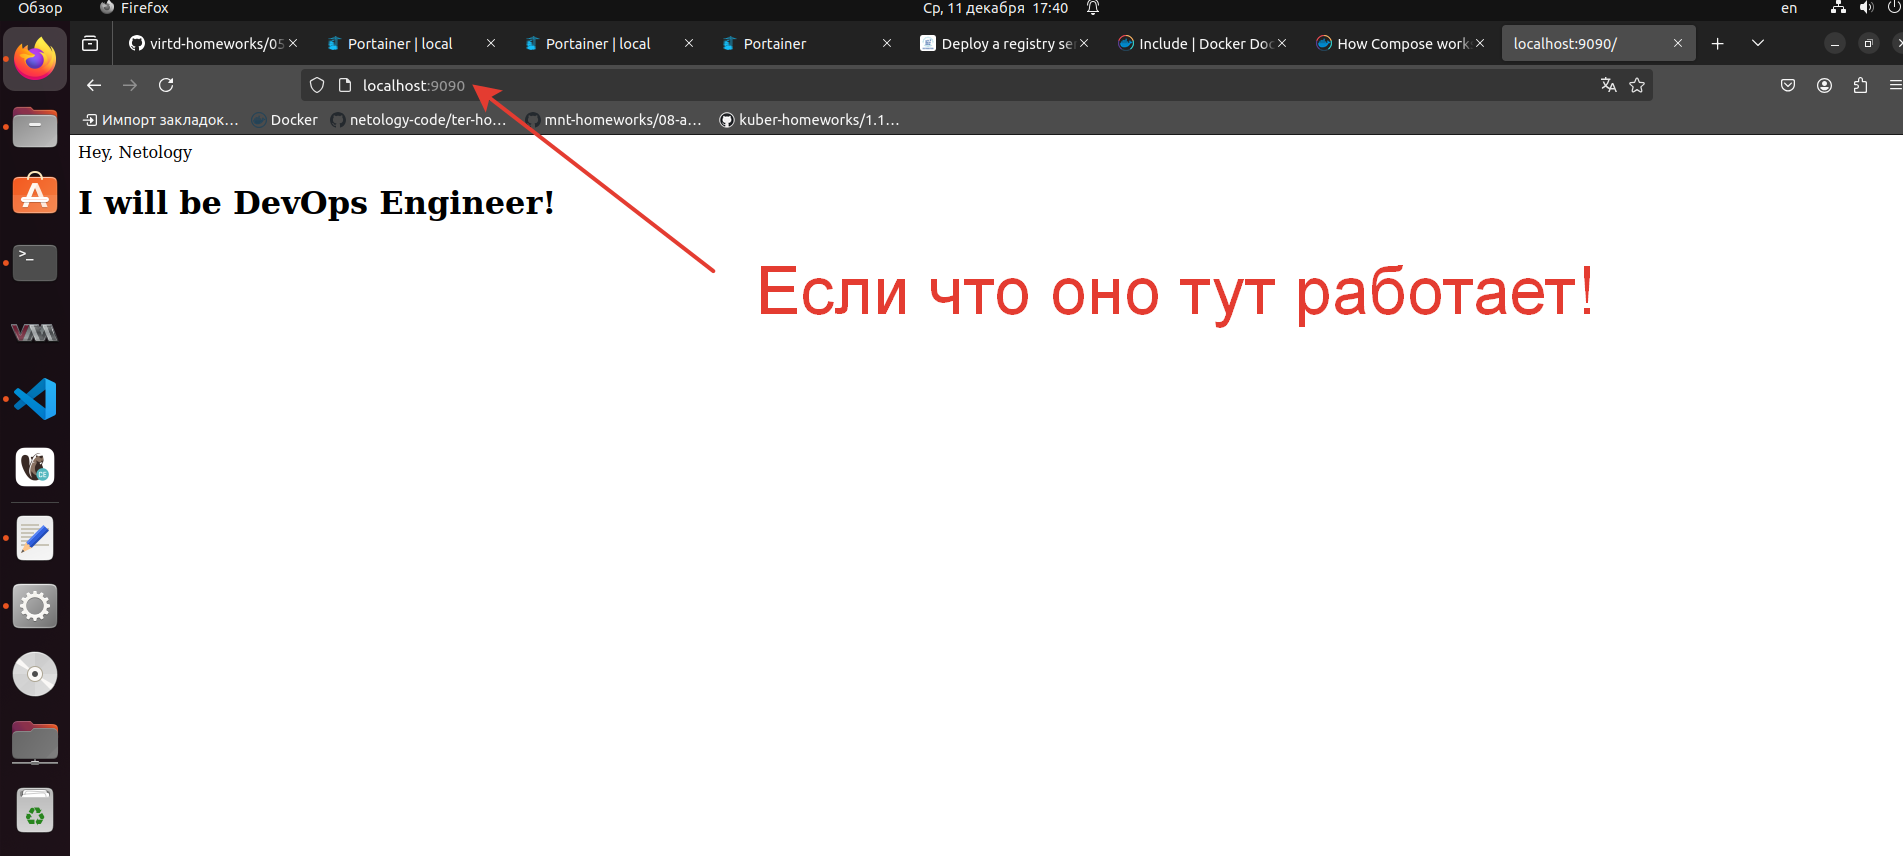 Обзор
Firefox
Ср, 11 декабря 17:40
en
virtd-homeworks/05
Portainer | local
Portainer | local
Portainer
Deploy a registry se
Include | Docker Doc
How Compose work
localhost:9090/
localhost:9090
Импорт закладок...
Docker
netology-code/ter-ho...
mnt-homeworks/08-a...
kuber-homeworks/1.1...
Hey, Netology
I will be DevOps Engineer!
Если что оно тут работает!